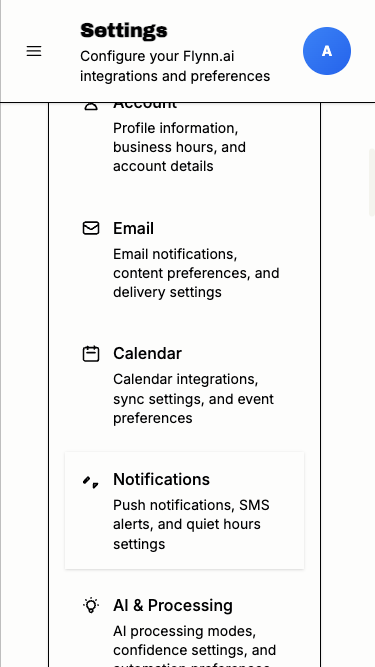 Settings
Configure your Flynn.ai
integrations and preferences
A
Account
Profile information,
business hours, and
account details
Email
Email notifications,
content preferences, and
delivery settings
Calendar
Calendar integrations,
sync settings, and event
preferences
Notifications
Push notifications, SMS
alerts, and quiet hours
settings
AI & Processing
AI processing modes,
confidence settings, and
automation preferences